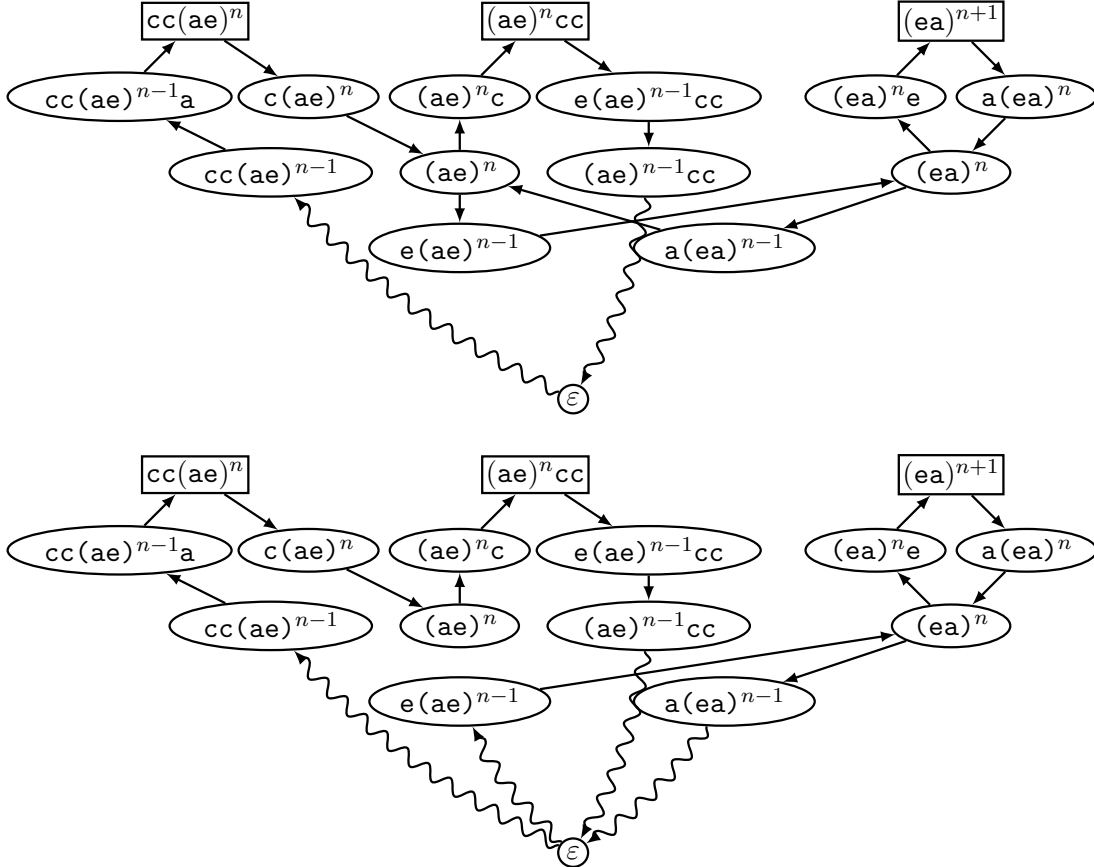 cc(ae)^n (ae)^n cc (ea)^{n+1}
cc(ae)^{n−1}a c(ae)^n (ae)^n c e(ae)^{n−1}cc (ea)^n e a(ea)^n
cc(ae)^{n−1} (ae)^n (ae)^{n−1}cc (ea)^n
e(ae)^{n−1} a(ea)^{n−1}
ε
cc(ae)^n (ae)^n cc (ea)^{n+1}
cc(ae)^{n−1}a c(ae)^n (ae)^n c e(ae)^{n−1}cc (ea)^n e a(ea)^n
cc(ae)^{n−1} (ae)^n (ae)^{n−1}cc (ea)^n
e(ae)^{n−1} a(ea)^{n−1}
ε